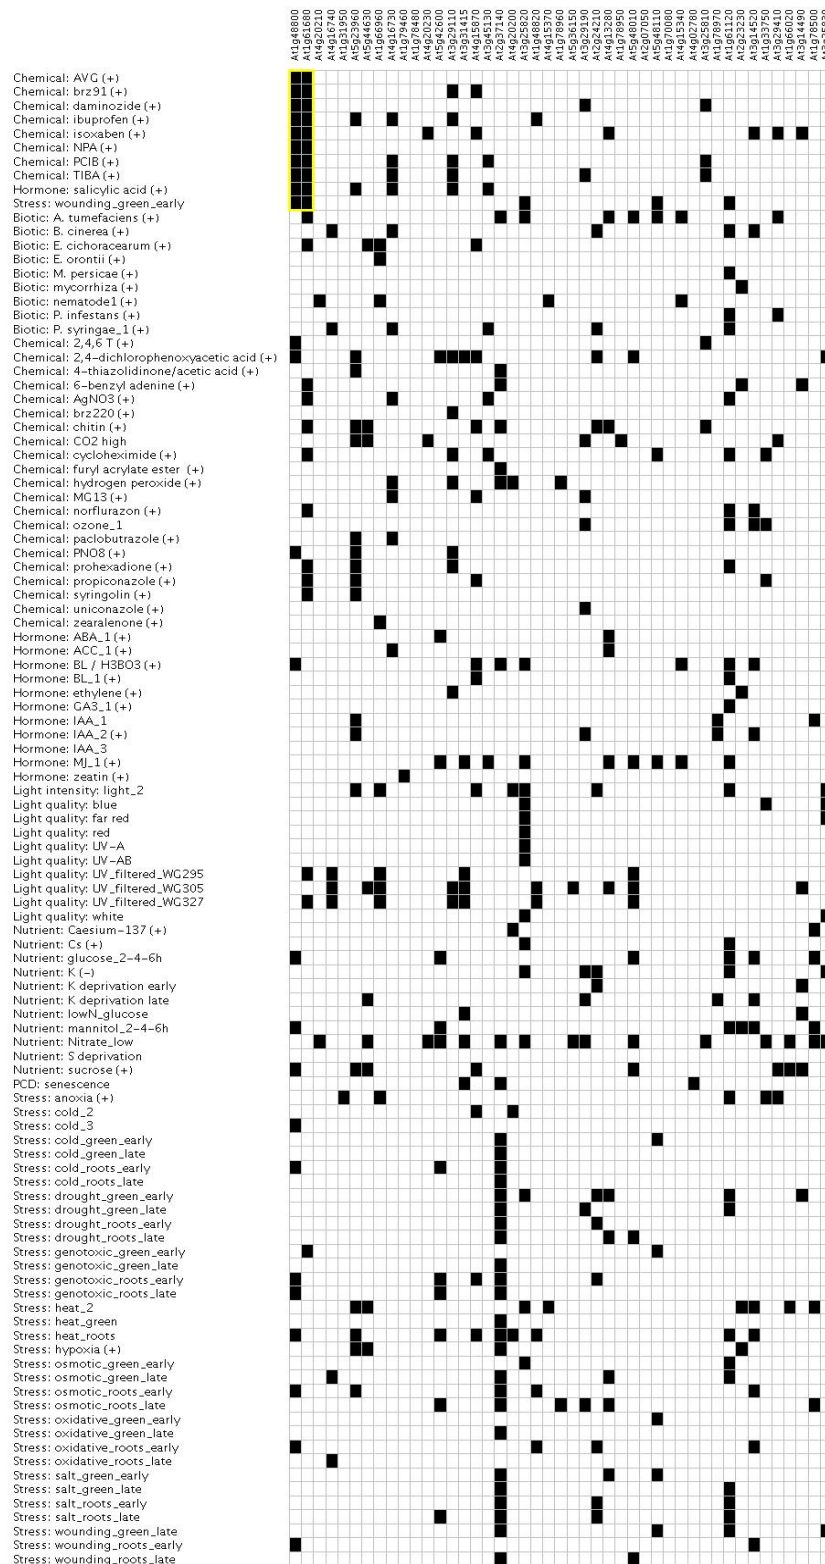 At1g48800
At1g61680
At4g20210
At4g16740
At1g31950
At5g23960
At5g44630
At1g66960
At4g16730
At1g79460
At1g78480
At4g20230
At5g42600
At3g29110
At3g31415
At4g15870
At3g45130
At2g37140
At4g20200
At3g25820
At1g48820
At4g15370
At1g78960
At5g36150
At3g29190
At2g24210
At4g13280
At1g78950
At5g48010
At2g07050
At5g48110
At1g70080
At4g15340
At4g02780
At3g25810
At1g78970
At1g61120
At2g23230
At3g14520
At1g33750
At3g29410
At1g66020
At3g14490
At1g78500
Chemical: AVG (+)
Chemical: brz91 (+)
Chemical: daminozide (+)
Chemical: ibuprofen (+)
Chemical: isoxaben (+)
Chemical: NPA (+)
Chemical: PCIB (+)
Chemical: TIBA (+)
Hormone: salicylic acid (+)
Stress: wounding_green_early
Biotic: A. tumefaciens (+)
Biotic: B. cinerea (+)
Biotic: E. cichoracearum (+)
Biotic: E. orontii (+)
Biotic: M. persicae (+)
Biotic: mycorrhiza (+)
Biotic: nematode1 (+)
Biotic: P. infestans (+)
Biotic: P. syringae_1 (+)
Chemical: 2,4,6 T (+)
Chemical: 2,4-dichlorophenoxyacetic acid (+)
Chemical: 4-thiazolidinone/acetic acid (+)
Chemical: 6-benzyl adenine (+)
Chemical: AgNO3 (+)
Chemical: brz220 (+)
Chemical: chitin (+)
Chemical: CO2 high
Chemical: cycloheximide (+)
Chemical: furyl acrylate ester (+)
Chemical: hydrogen peroxide (+)
Chemical: MG13 (+)
Chemical: norflurazon (+)
Chemical: ozone_1
Chemical: paclobutrazole (+)
Chemical: PNO8 (+)
Chemical: prohexadione (+)
Chemical: propiconazole (+)
Chemical: syringolin (+)
Chemical: uniconazole (+)
Chemical: zearalenone (+)
Hormone: ABA_1 (+)
Hormone: ACC_1 (+)
Hormone: BL / H3BO3 (+)
Hormone: BL_1 (+)
Hormone: ethylene (+)
Hormone: GA3_1 (+)
Hormone: IAA_1
Hormone: IAA_2 (+)
Hormone: IAA_3
Hormone: MJ_1 (+)
Hormone: zeatin (+)
Light intensity: light_2
Light quality: blue
Light quality: far red
Light quality: red
Light quality: UV-A
Light quality: UV-AB
Light quality: UV_filtered_WG295
Light quality: UV_filtered_WG305
Light quality: UV_filtered_WG327
Light quality: white
Nutrient: Caesium-137 (+)
Nutrient: Cs (+)
Nutrient: glucose_2-4-6h
Nutrient: K (-)
Nutrient: K deprivation early
Nutrient: K deprivation late
Nutrient: lowN_glucose
Nutrient: mannitol_2-4-6h
Nutrient: Nitrate_low
Nutrient: S deprivation
Nutrient: sucrose (+)
PCD: senescence
Stress: anoxia (+)
Stress: cold_2
Stress: cold_3
Stress: cold_green_early
Stress: cold_green_late
Stress: cold_roots_early
Stress: cold_roots_late
Stress: drought_green_early
Stress: drought_green_late
Stress: drought_roots_early
Stress: drought_roots_late
Stress: genotoxic_green_early
Stress: genotoxic_green_late
Stress: genotoxic_roots_early
Stress: genotoxic_roots_late
Stress: heat_2
Stress: heat_green
Stress: heat_roots
Stress: hypoxia (+)
Stress: osmotic_green_early
Stress: osmotic_green_late
Stress: osmotic_roots_early
Stress: osmotic_roots_late
Stress: oxidative_green_early
Stress: oxidative_green_late
Stress: oxidative_roots_early
Stress: oxidative_roots_late
Stress: salt_green_early
Stress: salt_green_late
Stress: salt_roots_early
Stress: salt_roots_late
Stress: wounding_green_late
Stress: wounding_roots_early
Stress: wounding_roots_late